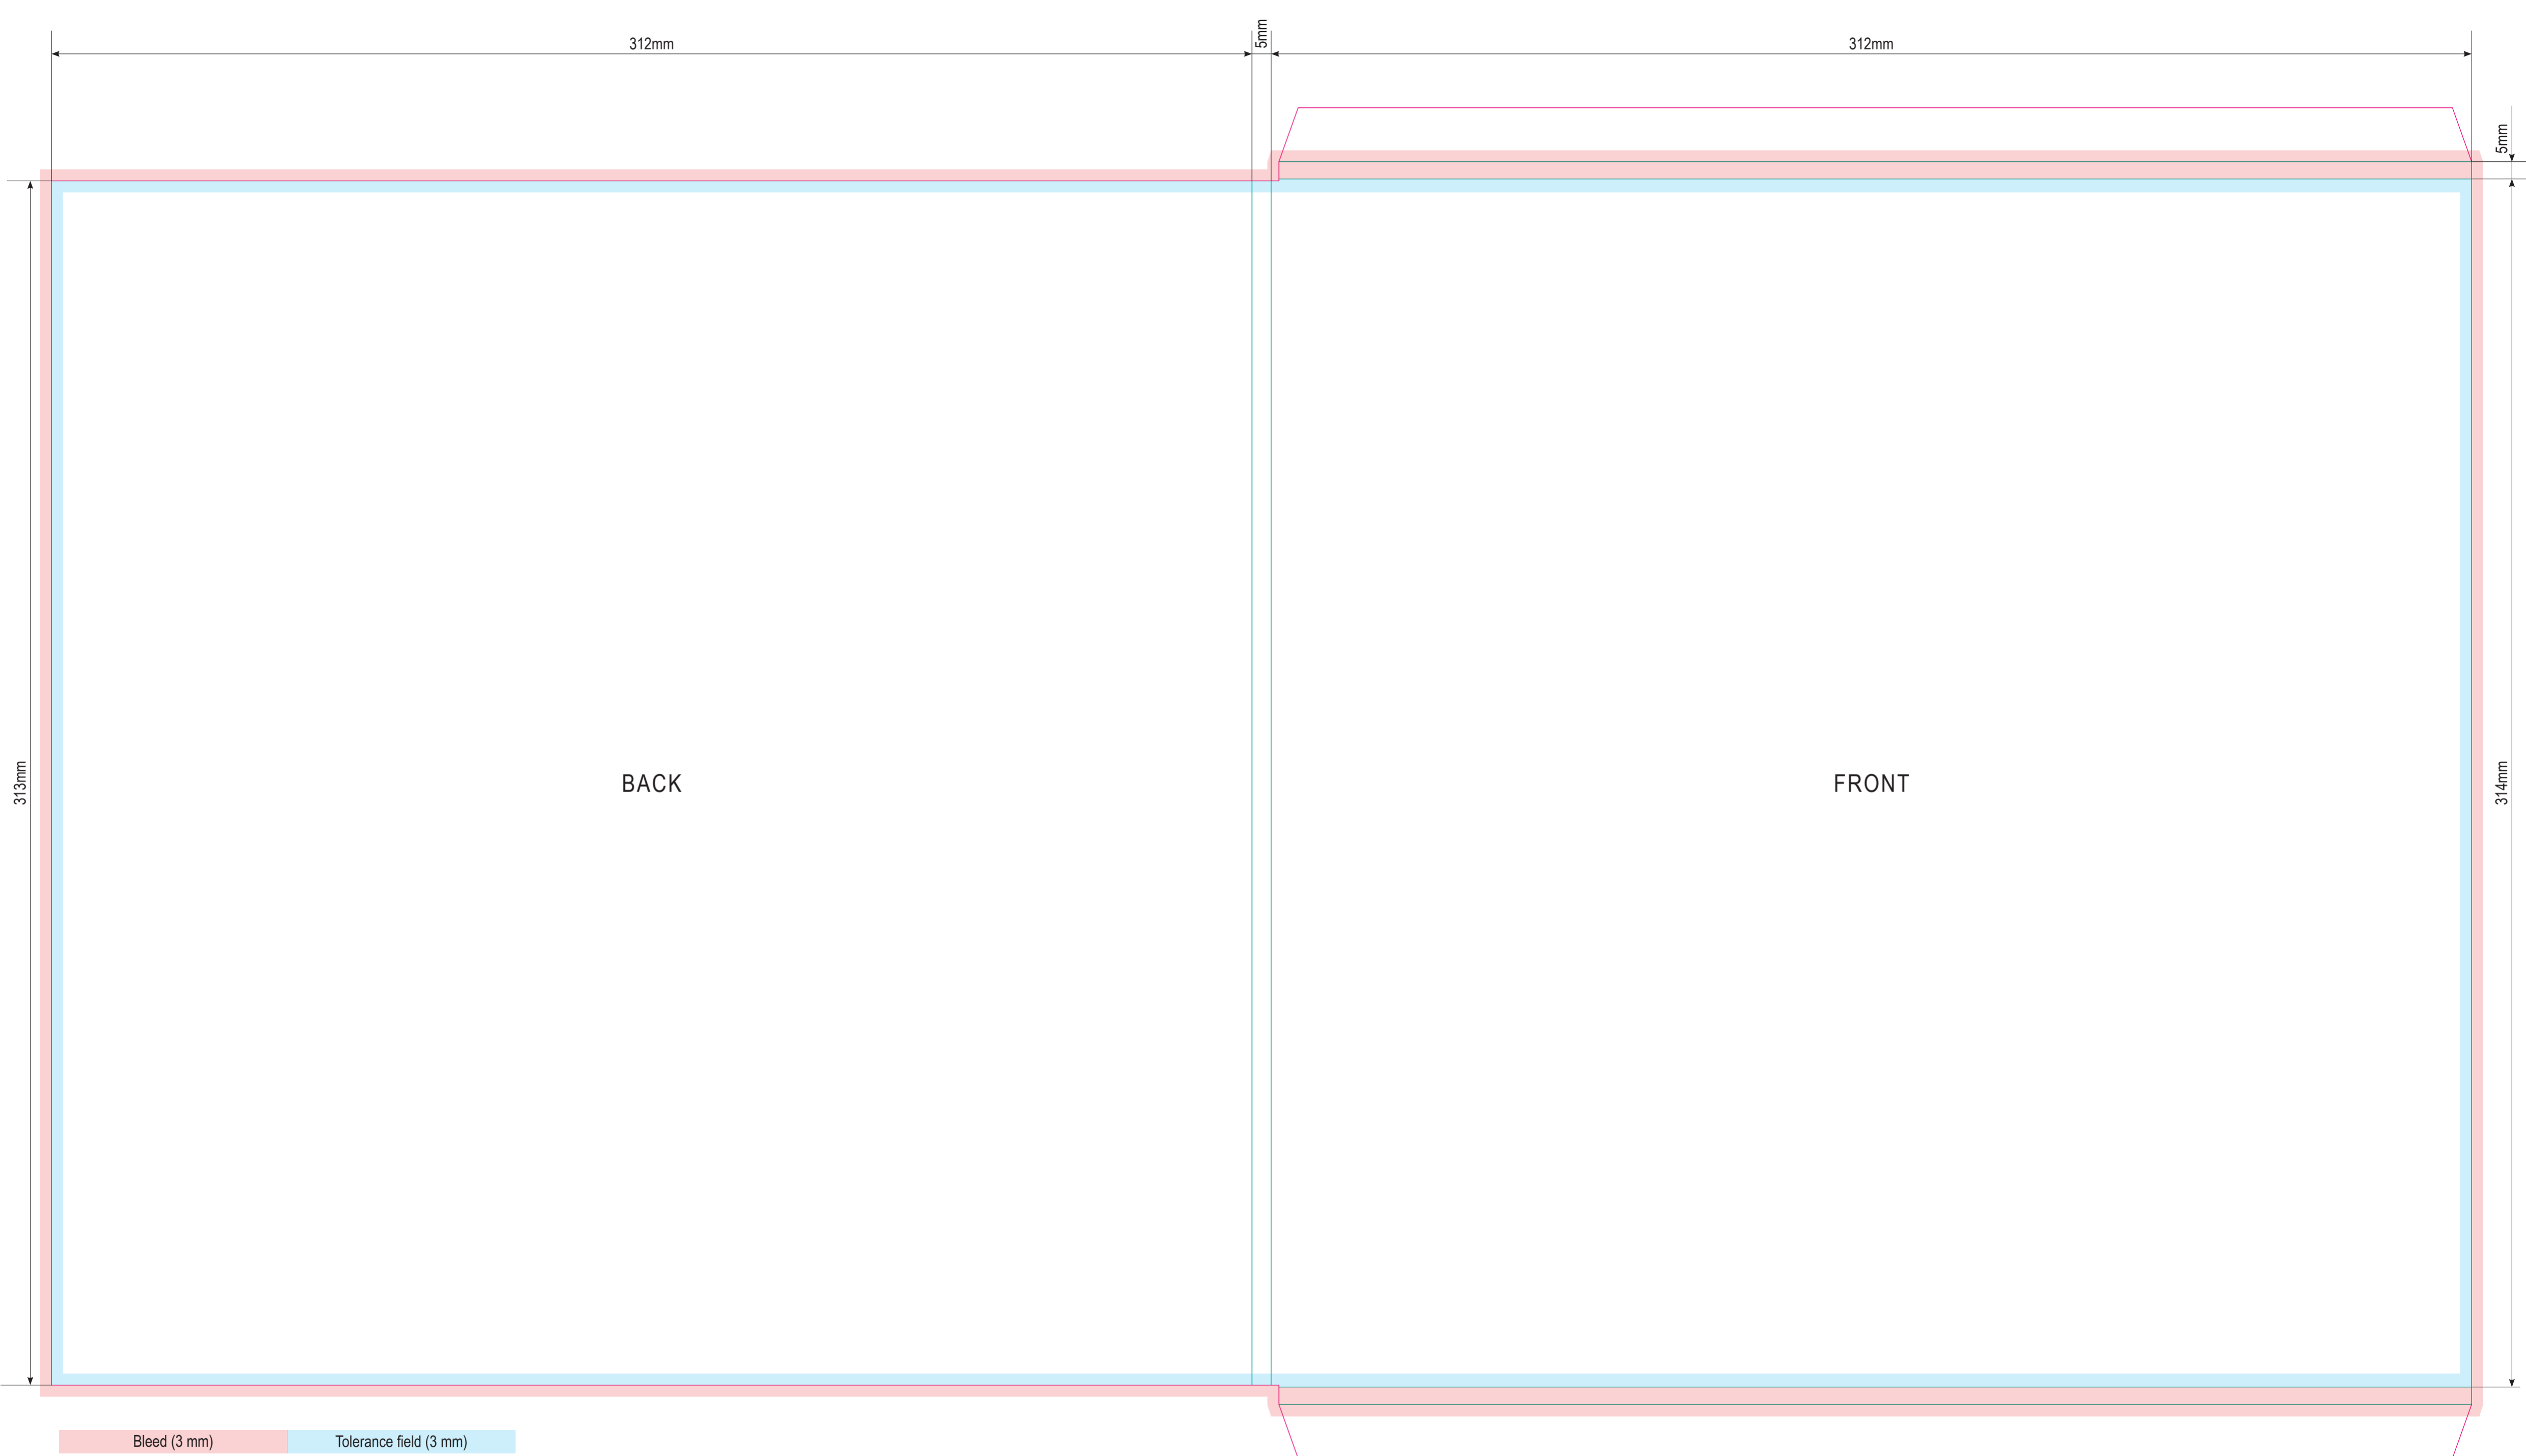 312mm
5mm
312mm
5mm
313mm
BACK
FRONT
314mm
Bleed (3 mm)
Tolerance field (3 mm)